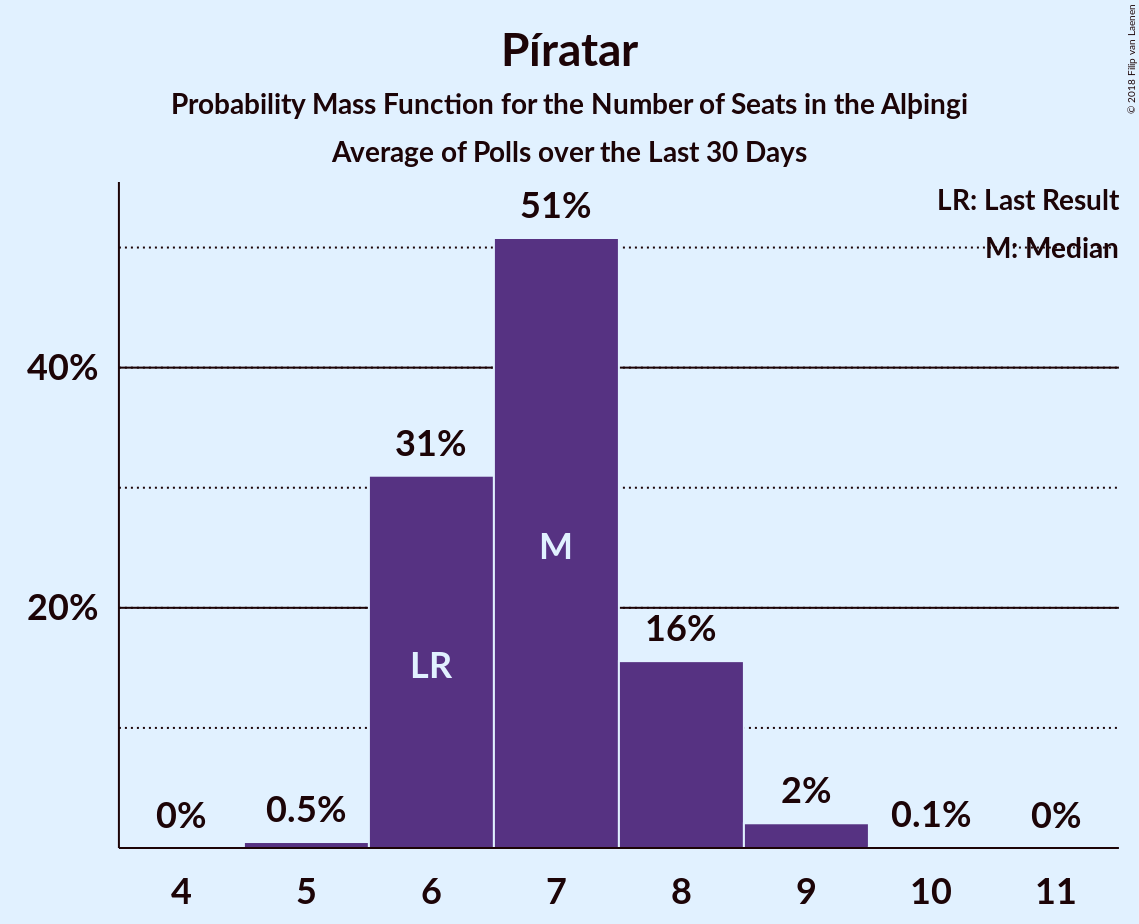 Píratar
Probability Mass Function for the Number of Seats in the Alþingi
Average of Polls over the Last 30 Days
© 2018 Filip van Laenen
LR: Last Result
M: Median
51%
40%
31%
M
20%
16%
LR
0%
0.5%
2%
0.1%
0%
4 5 6 7 8 9 10 11